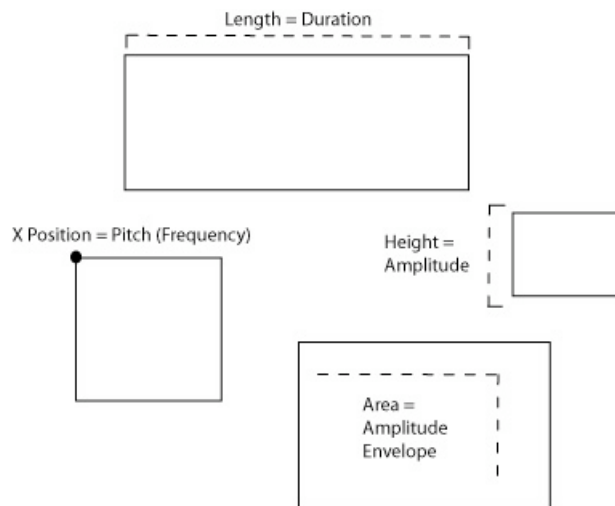 Length = Duration
X Position = Pitch (Frequency)
Height =
Amplitude
Area =
Amplitude
Envelope